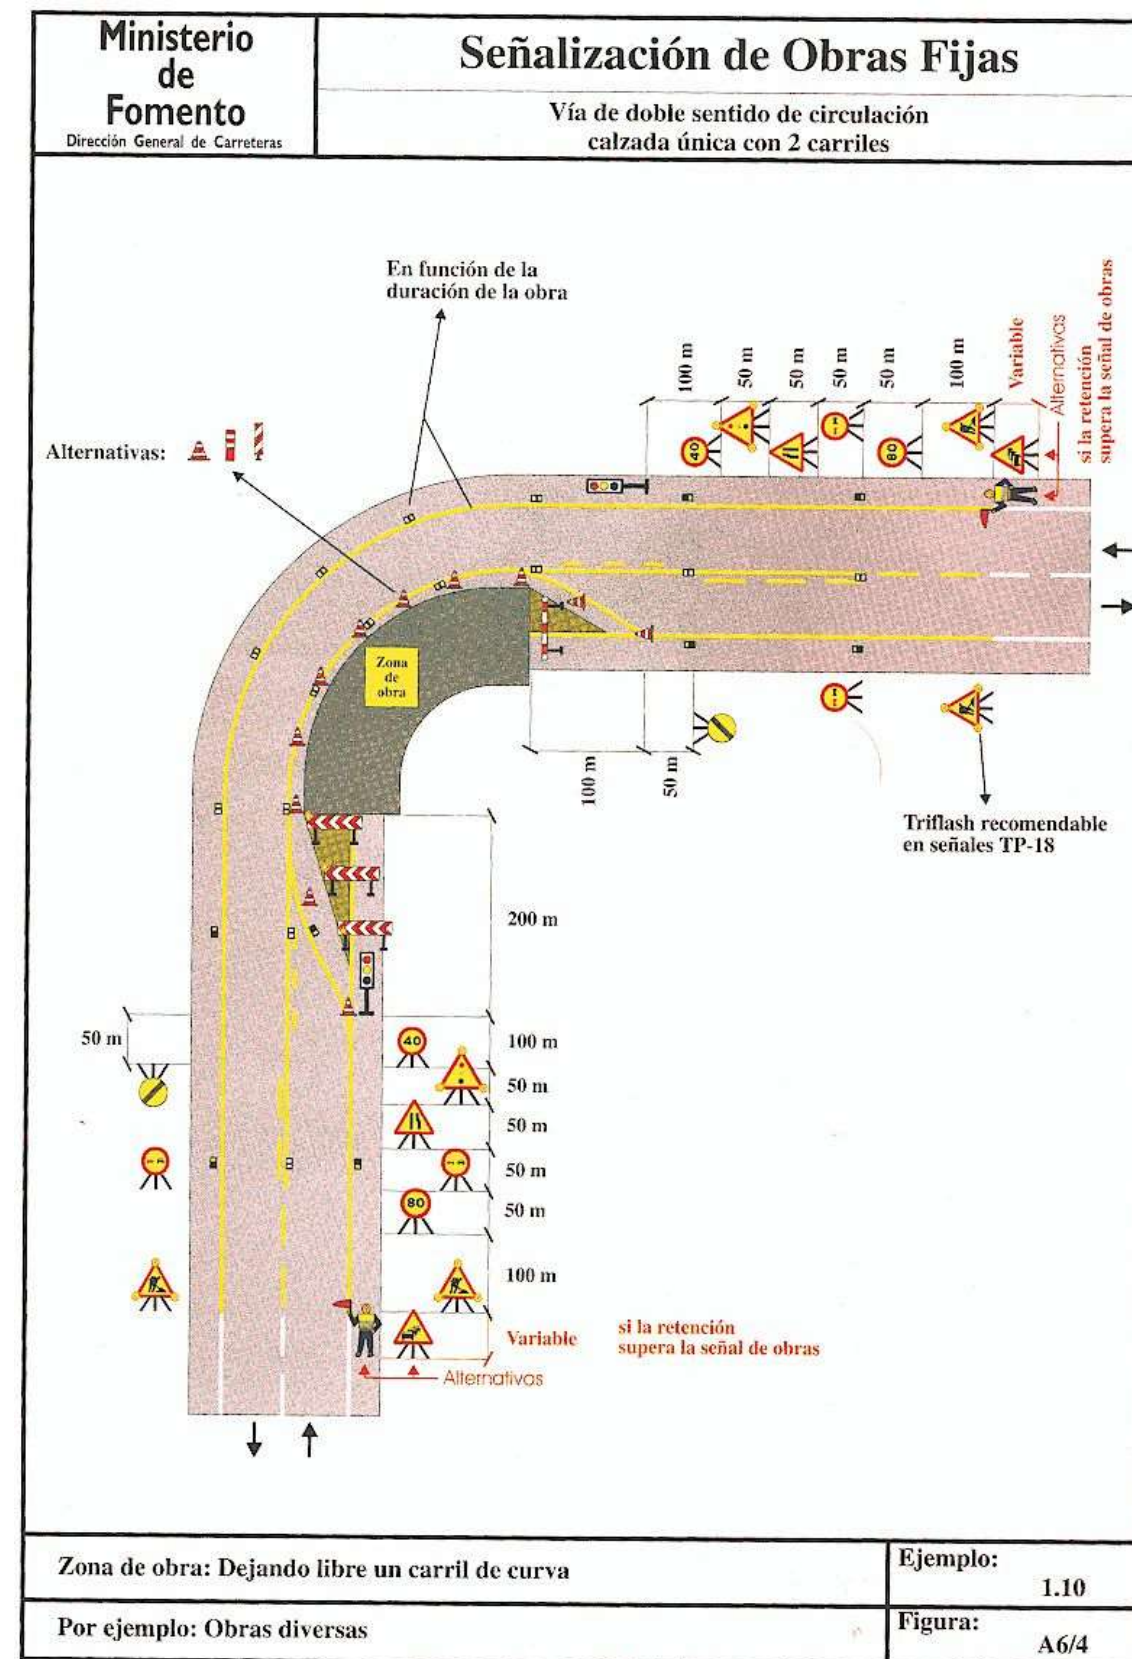 Ministerio
de
Fomento
Dirección General de Carreteras
Señalización de Obras Fijas
Vía de doble sentido de circulación
calzada única con 2 carriles
En función de la
duración de la obra
Alternativas:
100 m
50 m
50 m
50 m
50 m
100 m
Variable
Alternativas
si la retención
supera la señal de obras
40
80
Zona
de
obra
100 m
50 m
Triflash recomendable
en señales TP-18
200 m
50 m
40
100 m
50 m
50 m
50 m
80
50 m
100 m
Variable
si la retención
supera la señal de obras
Alternativas
Zona de obra: Dejando libre un carril de curva
Ejemplo:
1.10
Por ejemplo: Obras diversas
Figura:
A6/4